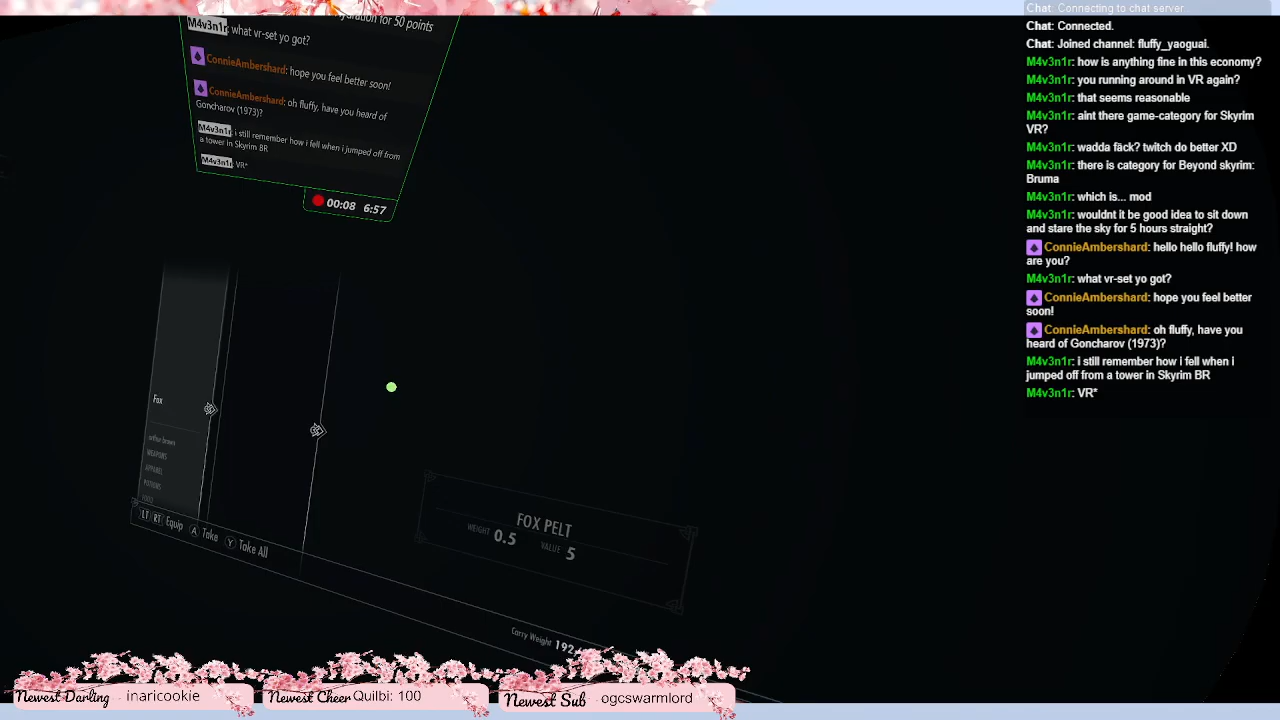 hydration for 50 points
M4v3n1r: what vr-set yo got?
ConnieAmbershard: hope you feel better soon!
ConnieAmbershard: oh fluffy, have you heard of
Goncharov (1973)?
M4v3n1r: i still remember how i fell when i jumped off from
a tower in Skyrim BR
M4v3n1r: VR*
00:08 6:57
Fox
arthur brown
WEAPONS
APPAREL
POTIONS
FOOD
LT RT Equip A Take Y Take All
FOX PELT
WEIGHT 0.5 VALUE 5
Carry Weight 192
Chat: Connecting to chat server
Chat: Connected.
Chat: Joined channel: fluffy_yaoguai.
M4v3n1r: how is anything fine in this economy?
M4v3n1r: you running around in VR again?
M4v3n1r: that seems reasonable
M4v3n1r: aint there game-category for Skyrim
VR?
M4v3n1r: wadda fäck? twitch do better XD
M4v3n1r: there is category for Beyond skyrim:
Bruma
M4v3n1r: which is... mod
M4v3n1r: wouldnt it be good idea to sit down
and stare the sky for 5 hours straight?
ConnieAmbershard: hello hello fluffy! how
are you?
M4v3n1r: what vr-set yo got?
ConnieAmbershard: hope you feel better
soon!
ConnieAmbershard: oh fluffy, have you
heard of Goncharov (1973)?
M4v3n1r: i still remember how i fell when i
jumped off from a tower in Skyrim BR
M4v3n1r: VR*
Newest Darling inaricookie
Newest Cheer Quilbi: 100
Newest Sub ogcswarmlord